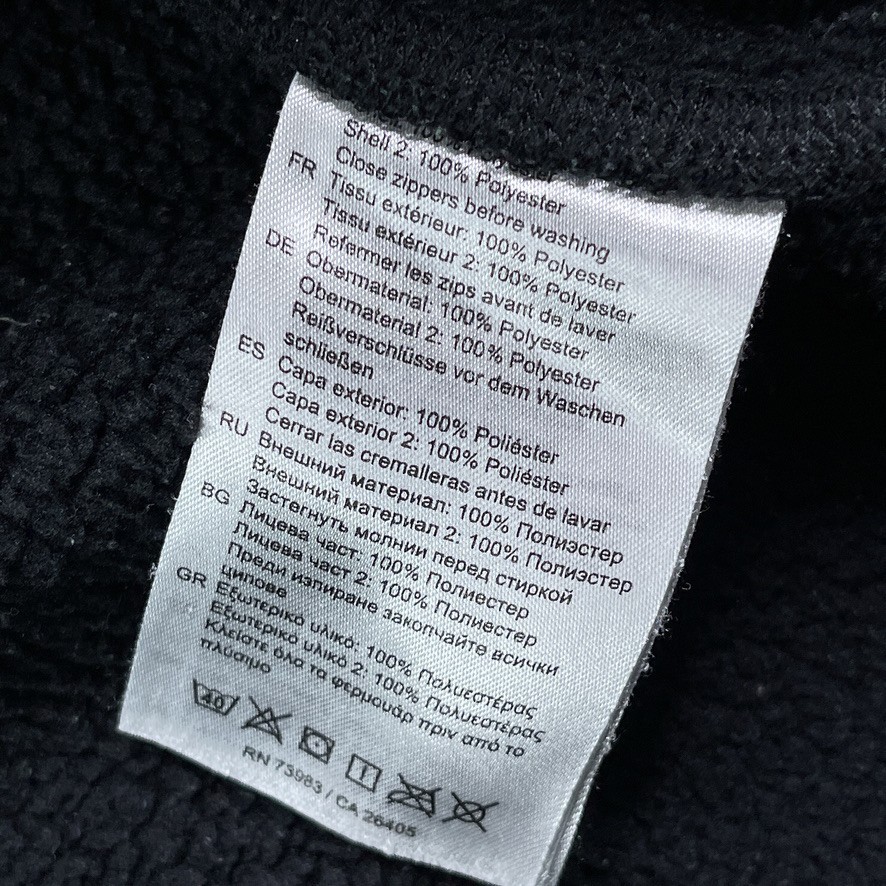 Shell 2: 100% Polyester
Close zippers before washing
FR Tissu extérieur: 100% Polyester
Tissu extérieur 2: 100% Polyester
Refermer les zips avant de laver
DE Obermaterial: 100% Polyester
Obermaterial 2: 100% Polyester
Reißverschlüsse vor dem Waschen
schließen
ES Capa exterior: 100% Poliéster
Capa exterior 2: 100% Poliéster
Cerrar las cremalleras antes de lavar
RU Внешний материал: 100% Полиэстер
Внешний материал 2: 100% Полиэстер
Застегнуть молнии перед стиркой
BG Лицева част: 100% Полиестер
Лицева част 2: 100% Полиестер
Преди изпиране закопчайте всички
ципове
GR Εξωτερικό υλικό: 100% Πολυεστέρας
Εξωτερικό υλικό 2: 100% Πολυεστέρας
Κλείστε όλα τα φερμουάρ πριν από το
πλύσιμο
40
RN 73983 / CA 26405